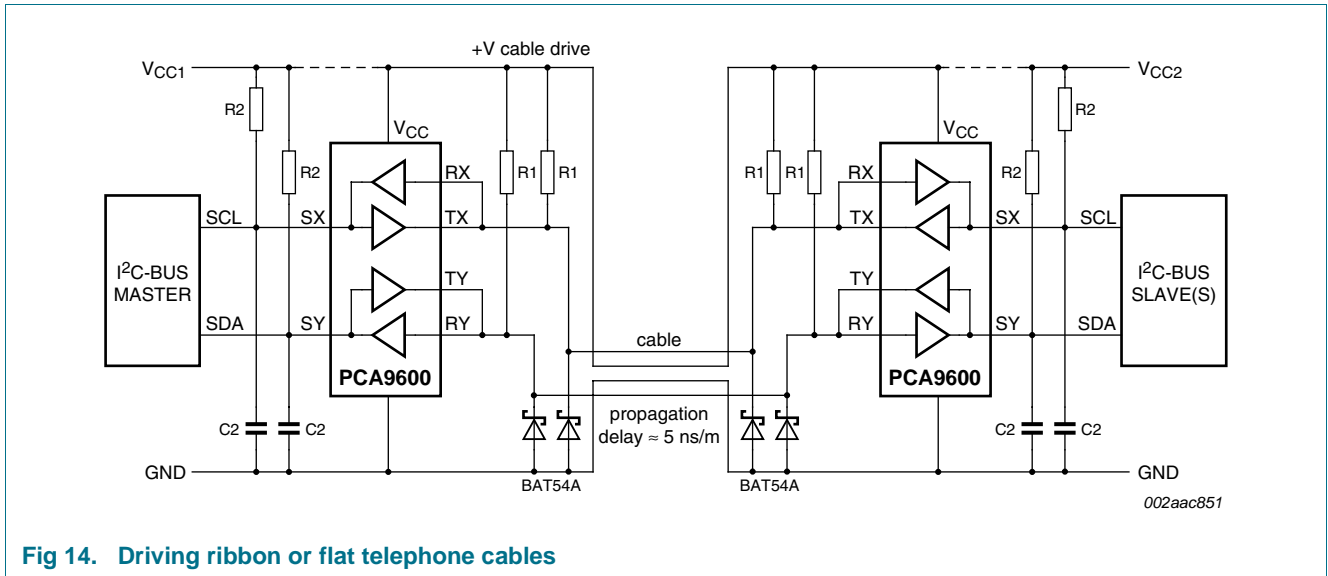 +V cable drive
VCC1
VCC2
R2
R2
VCC
R1
R1
RX
TX
TY
RY
SX
SY
SCL
SDA
I2C-BUS
MASTER
PCA9600
C2
C2
GND
BAT54A
cable
propagation
delay ≈ 5 ns/m
R1
R1
VCC
RX
TX
TY
RY
SX
SY
R2
R2
SCL
SDA
I2C-BUS
SLAVE(S)
PCA9600
C2
C2
BAT54A
GND
002aac851
Fig 14. Driving ribbon or flat telephone cables